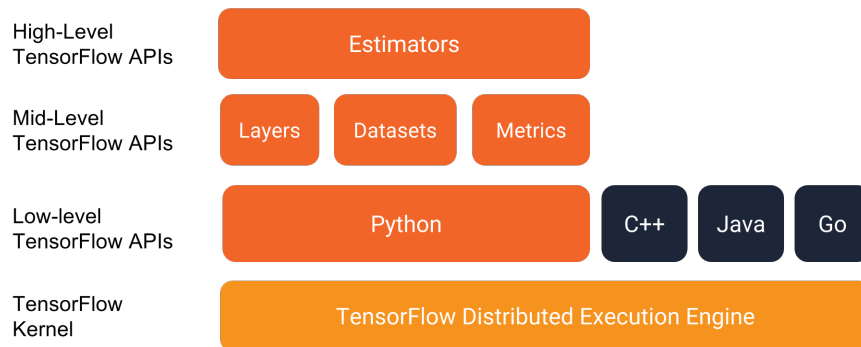 High-Level
TensorFlow APIs
Estimators
Mid-Level
TensorFlow APIs
Layers
Datasets
Metrics
Low-level
TensorFlow APIs
Python
C++
Java
Go
TensorFlow
Kernel
TensorFlow Distributed Execution Engine